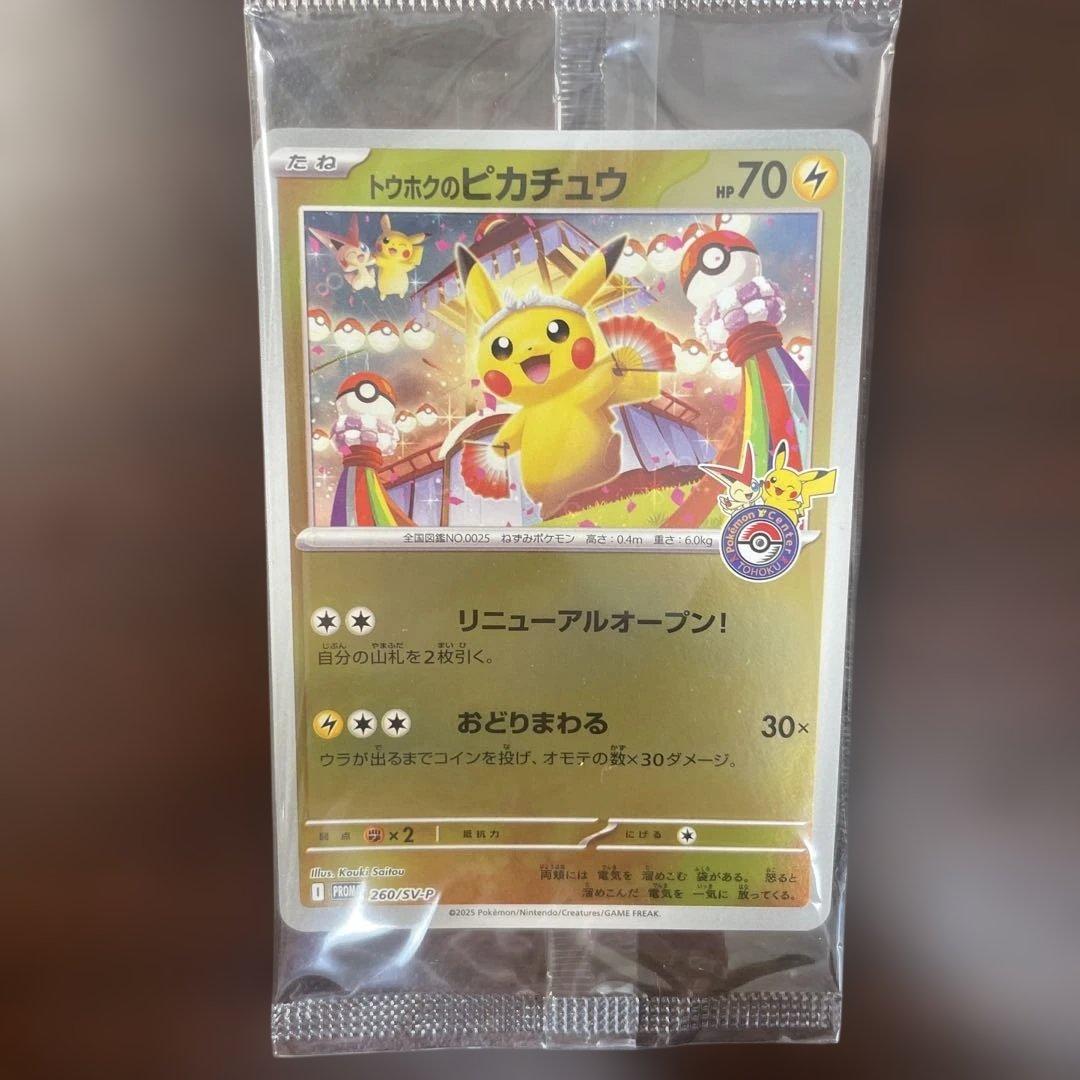 たね
トウホクのピカチュウ
HP 70
Pokémon Center
TOHOKU
全国図鑑NO.0025 ねずみポケモン 高さ：0.4m 重さ：6.0kg
リニューアルオープン！
自分の山札を2枚引く。
おどりまわる 30×
ウラが出るまでコインを投げ、オモテの数×30ダメージ。
弱点 ×2 抵抗力 にげる
Illus. Kouki Saitou
I PROMO 260/SV-P
両頬には 電気を 溜めこむ 袋がある。 怒ると
溜めこんだ 電気を 一気に 放ってくる。
©2025 Pokémon/Nintendo/Creatures/GAME FREAK.